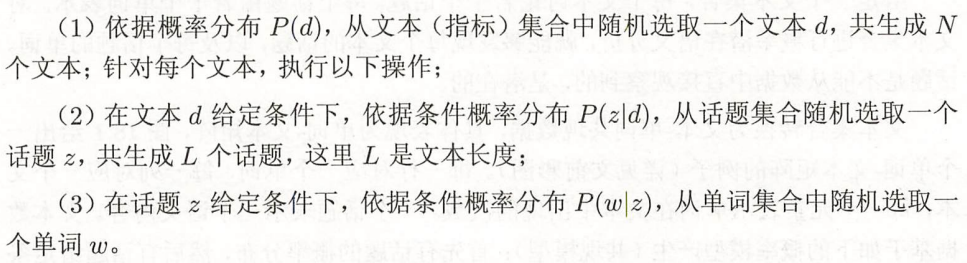 （1）依据概率分布 P(d)，从文本（指标）集合中随机选取一个文本 d，共生成 N
个文本；针对每个文本，执行以下操作；
（2）在文本 d 给定条件下，依据条件概率分布 P(z|d)，从话题集合随机选取一个
话题 z，共生成 L 个话题，这里 L 是文本长度；
（3）在话题 z 给定条件下，依据条件概率分布 P(w|z)，从单词集合中随机选取一
个单词 w。